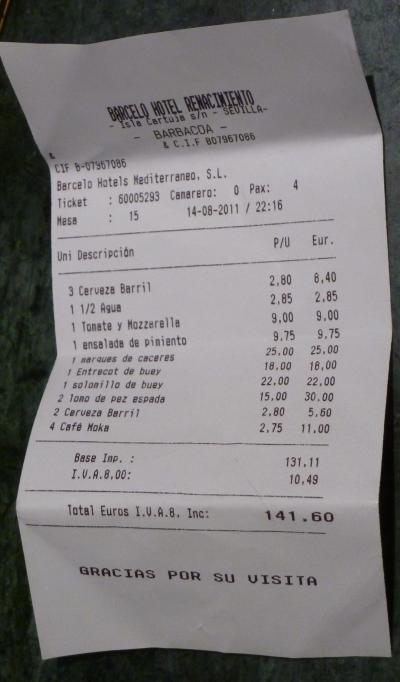 BARCELO HOTEL RENACIMIENTO
- Isla Cartuja s/n - SEVILLA-
- BARBACOA -
& C.I.F B07967086
&
CIF B-07967086
Barcelo Hotels Mediterraneo, S.L.
Ticket : 60005293 Camarero: 0 Pax: 4
Mesa : 15 14-08-2011 / 22:16
Uni Descripción P/U Eur.
3 Cerveza Barril 2,80 8,40
1 1/2 Agua 2,85 2,85
1 Tomate y Mozzarella 9,00 9,00
1 ensalada de pimiento 9,75 9,75
1 marques de caceres 25,00 25,00
1 Entrecot de buey 18,00 18,00
1 solomillo de buey 22,00 22,00
2 lomo de pez espada 15,00 30,00
2 Cerveza Barril 2,80 5,60
4 Café Moka 2,75 11,00
Base Imp. : 131,11
I.V.A.8,00: 10,49
Total Euros I.V.A.8. Inc: 141.60
GRACIAS POR SU VISITA